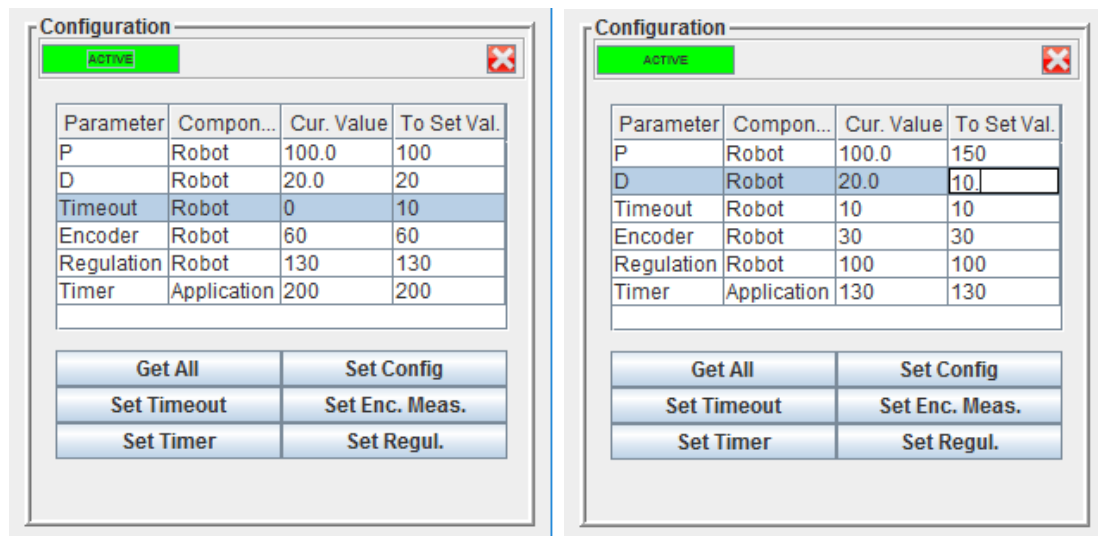 Configuration
ACTIVE
Parameter Compon... Cur. Value To Set Val.
P Robot 100.0 100
D Robot 20.0 20
Timeout Robot 0 10
Encoder Robot 60 60
Regulation Robot 130 130
Timer Application 200 200
Get All Set Config
Set Timeout Set Enc. Meas.
Set Timer Set Regul.
Configuration
ACTIVE
Parameter Compon... Cur. Value To Set Val.
P Robot 100.0 150
D Robot 20.0 10.
Timeout Robot 10 10
Encoder Robot 30 30
Regulation Robot 100 100
Timer Application 130 130
Get All Set Config
Set Timeout Set Enc. Meas.
Set Timer Set Regul.